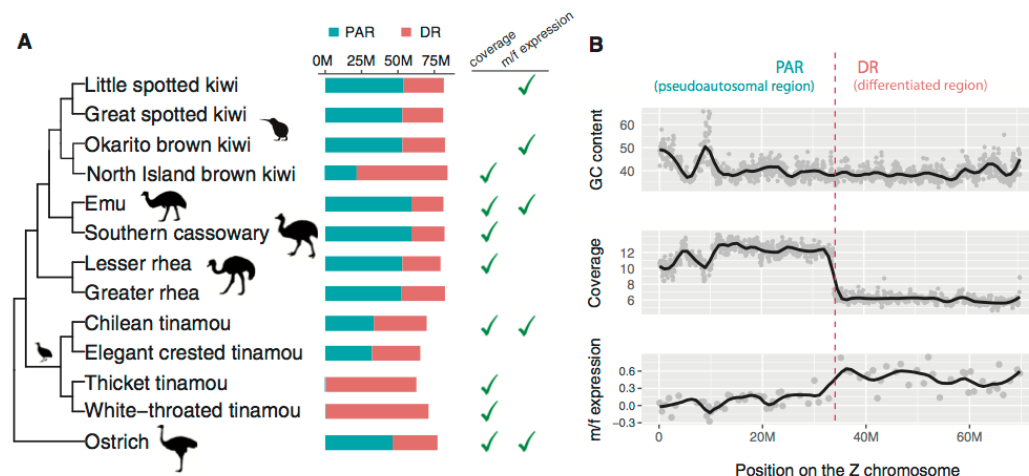 A
PAR DR
0M 25M 50M 75M
coverage
m/f expression
Little spotted kiwi
Great spotted kiwi
Okarito brown kiwi
North Island brown kiwi
Emu
Southern cassowary
Lesser rhea
Greater rhea
Chilean tinamou
Elegant crested tinamou
Thicket tinamou
White−throated tinamou
Ostrich
B
PAR DR
(pseudoautosomal region) (differentiated region)
GC content
60
50
40
Coverage
12
10
8
6
m/f expression
0.6
0.3
0.0
−0.3
0 20M 40M 60M
Position on the Z chromosome